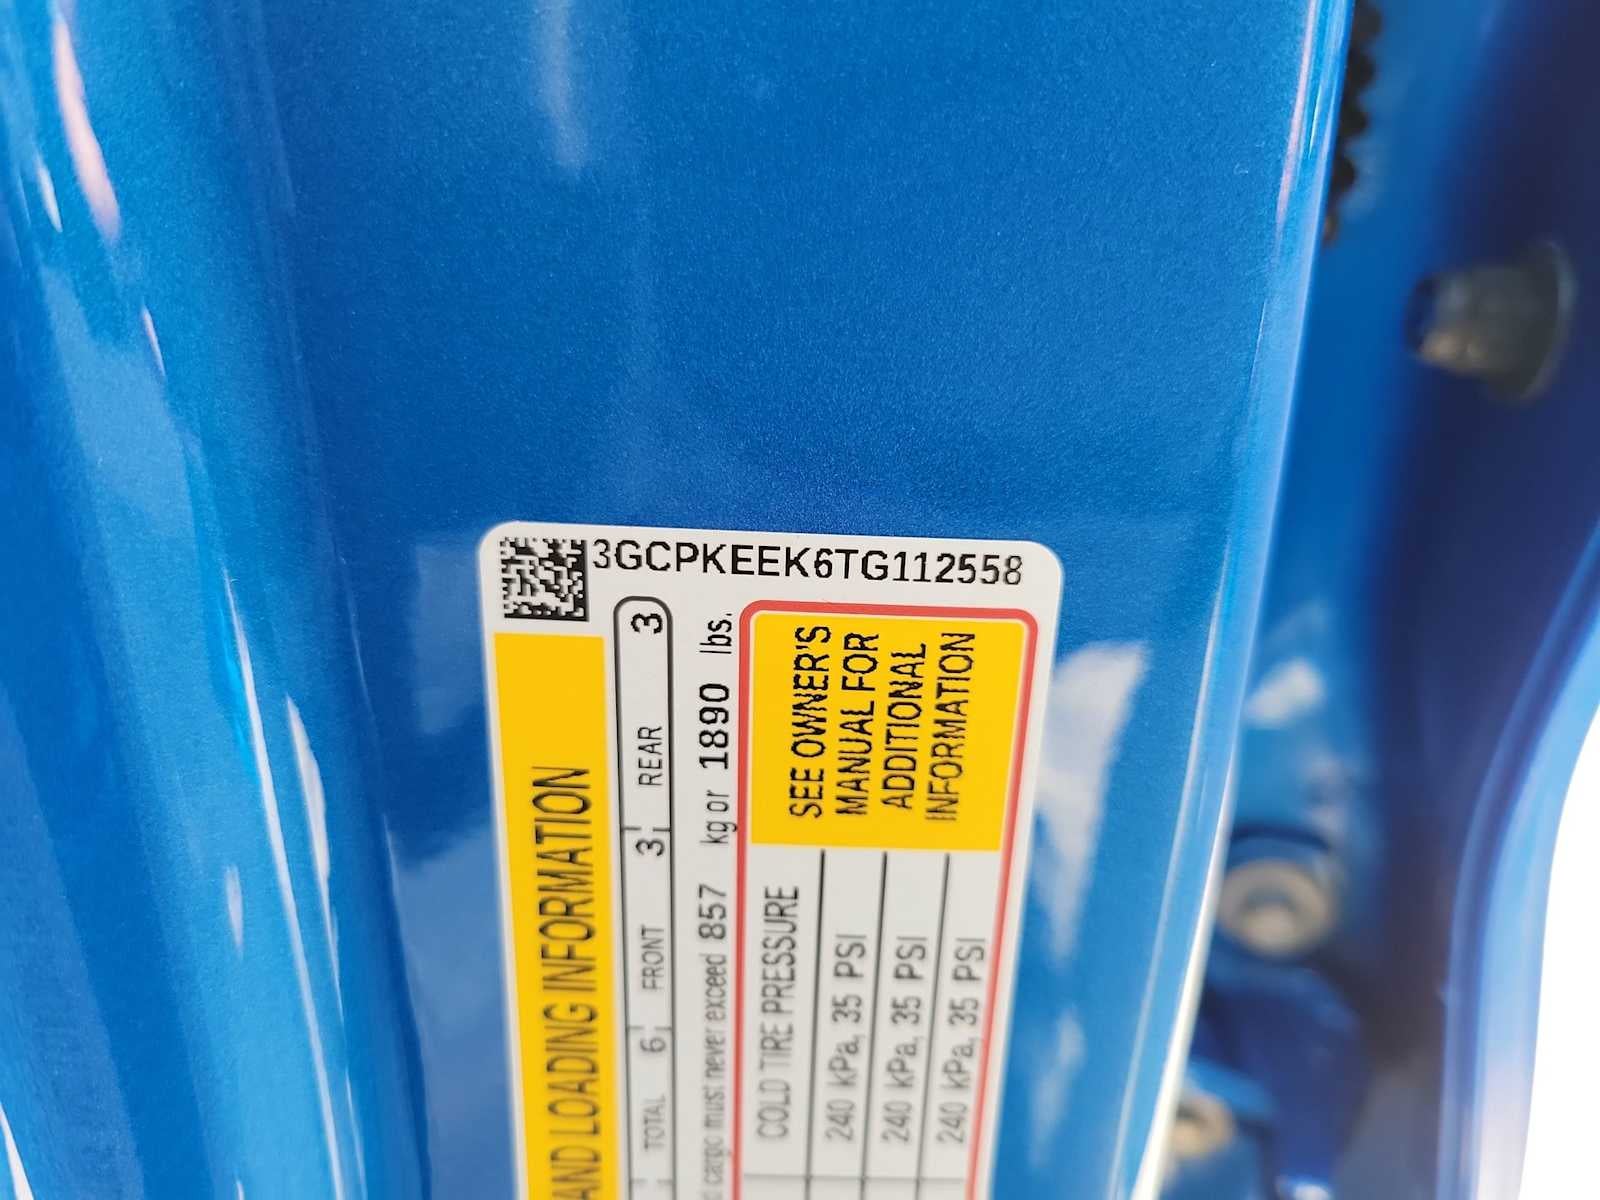 3GCPKEEK6TG112558
AND LOADING INFORMATION
TOTAL 6 FRONT 3 REAR 3
cargo must never exceed 857 kg or 1890 lbs.
COLD TIRE PRESSURE
SEE OWNER'S
MANUAL FOR
ADDITIONAL
INFORMATION
240 kPa, 35 PSI
240 kPa, 35 PSI
240 kPa, 35 PSI